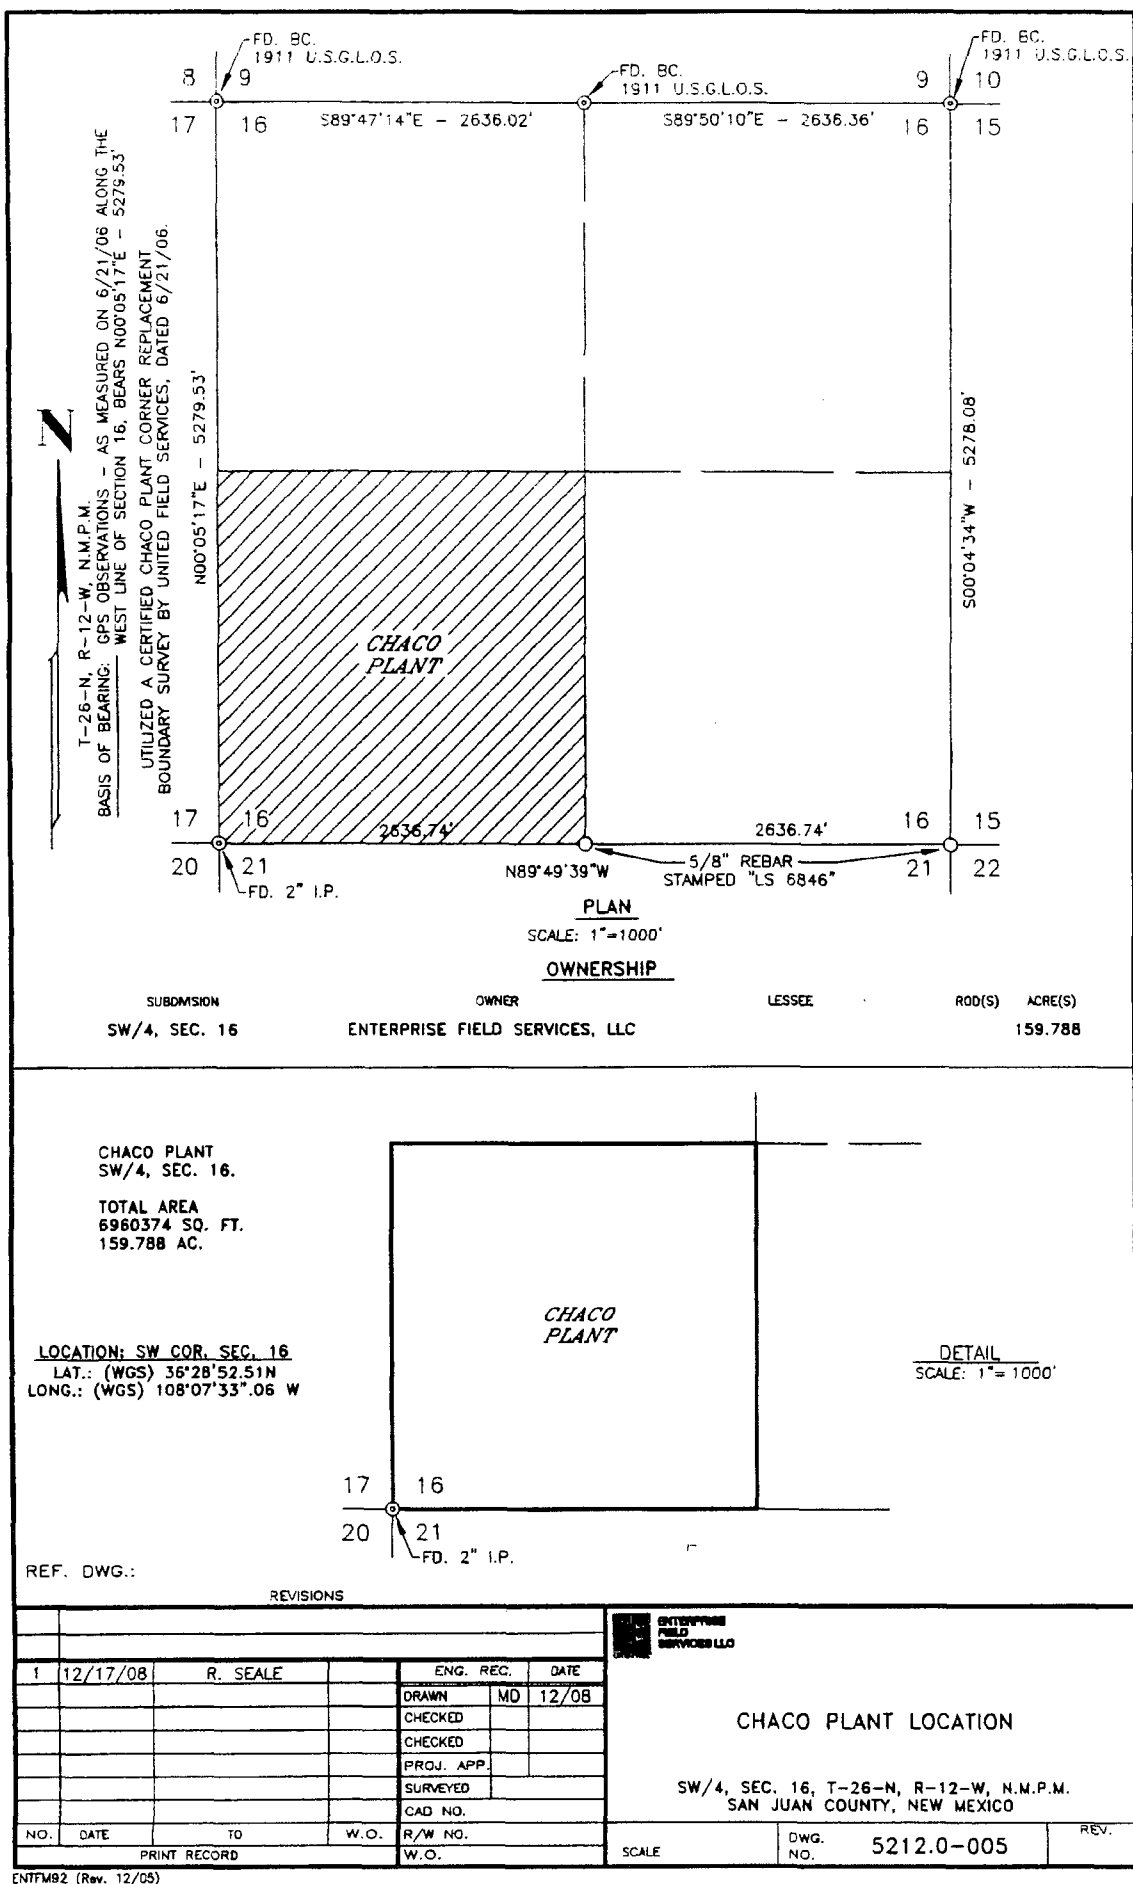 FD. BC.
1911 U.S.G.L.O.S.
FD. BC.
1911 U.S.G.L.O.S.
FD. BC.
1911 U.S.G.L.O.S.
8 9
17 16
9 10
16 15
S89°47'14"E - 2636.02'
S89°50'10"E - 2636.36'
T-26-N, R-12-W, N.M.P.M.
BASIS OF BEARING: GPS OBSERVATIONS - AS MEASURED ON 6/21/06 ALONG THE
WEST LINE OF SECTION 16, BEARS N00°05'17"E - 5279.53'
UTILIZED A CERTIFIED CHACO PLANT CORNER REPLACEMENT
BOUNDARY SURVEY BY UNITED FIELD SERVICES, DATED 6/21/06.
N
N00°05'17"E - 5279.53'
S00°04'34"W - 5278.08'
CHACO
PLANT
17 16
20 21
2636.74'
2636.74'
16 15
21 22
N89°49'39"W
5/8" REBAR
STAMPED "LS 6846"
FD. 2" I.P.
PLAN
SCALE: 1"=1000'
OWNERSHIP
SUBDIVISION OWNER LESSEE ROD(S) ACRE(S)
SW/4, SEC. 16 ENTERPRISE FIELD SERVICES, LLC 159.788
CHACO PLANT
SW/4, SEC. 16.
TOTAL AREA
6960374 SQ. FT.
159.788 AC.
CHACO
PLANT
LOCATION: SW COR. SEC. 16
LAT.: (WGS) 36°28'52.51N
LONG.: (WGS) 108°07'33".06 W
DETAIL
SCALE: 1"= 1000'
17 16
20 21
FD. 2" I.P.
REF. DWG.:
REVISIONS
ENTERPRISE
FIELD
SERVICES LLC
1 12/17/08 R. SEALE
ENG. REC. DATE
DRAWN MD 12/08
CHECKED
CHECKED
PROJ. APP.
SURVEYED
CAD NO.
NO. DATE TO W.O. R/W NO.
PRINT RECORD W.O.
CHACO PLANT LOCATION
SW/4, SEC. 16, T-26-N, R-12-W, N.M.P.M.
SAN JUAN COUNTY, NEW MEXICO
SCALE
DWG.
NO.
5212.0-005
REV.
ENTFM92 (Rev. 12/05)